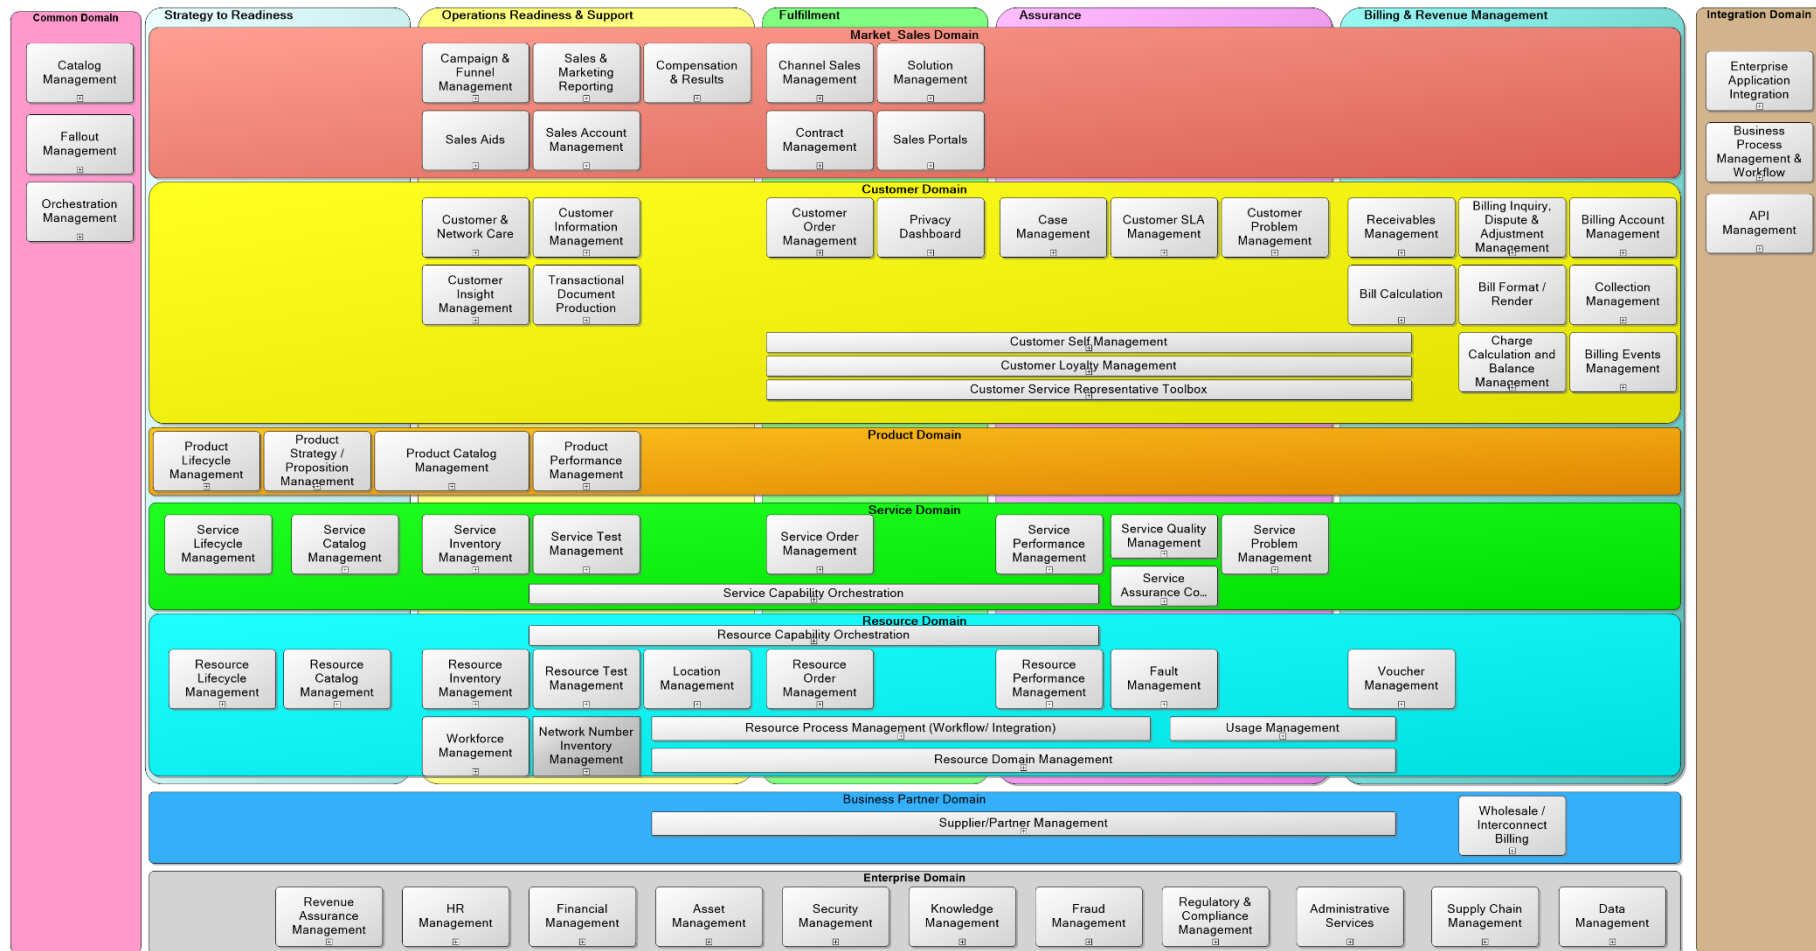 Common Domain
Catalog
Management
Fallout
Management
Orchestration
Management
Strategy to Readiness
Operations Readiness & Support
Fulfillment
Assurance
Billing & Revenue Management
Market_Sales Domain
Campaign &
Funnel
Management
Sales &
Marketing
Reporting
Compensation
& Results
Channel Sales
Management
Solution
Management
Sales Aids
Sales Account
Management
Contract
Management
Sales Portals
Customer Domain
Customer &
Network Care
Customer
Information
Management
Customer
Order
Management
Privacy
Dashboard
Case
Management
Customer SLA
Management
Customer
Problem
Management
Receivables
Management
Billing Inquiry,
Dispute &
Adjustment
Management
Billing Account
Management
Customer
Insight
Management
Transactional
Document
Production
Bill Calculation
Bill Format /
Render
Collection
Management
Customer Self Management
Customer Loyalty Management
Customer Service Representative Toolbox
Charge
Calculation and
Balance
Management
Billing Events
Management
Product Domain
Product
Lifecycle
Management
Product
Strategy /
Proposition
Management
Product Catalog
Management
Product
Performance
Management
Service Domain
Service
Lifecycle
Management
Service
Catalog
Management
Service
Inventory
Management
Service Test
Management
Service Order
Management
Service
Performance
Management
Service Quality
Management
Service
Problem
Management
Service Capability Orchestration
Service
Assurance Co...
Resource Domain
Resource Capability Orchestration
Resource
Lifecycle
Management
Resource
Catalog
Management
Resource
Inventory
Management
Resource Test
Management
Location
Management
Resource
Order
Management
Resource
Performance
Management
Fault
Management
Voucher
Management
Workforce
Management
Network Number
Inventory
Management
Resource Process Management (Workflow/ Integration)
Usage Management
Resource Domain Management
Business Partner Domain
Supplier/Partner Management
Wholesale /
Interconnect
Billing
Enterprise Domain
Revenue
Assurance
Management
HR
Management
Financial
Management
Asset
Management
Security
Management
Knowledge
Management
Fraud
Management
Regulatory &
Compliance
Management
Administrative
Services
Supply Chain
Management
Data
Management
Integration Domain
Enterprise
Application
Integration
Business
Process
Management &
Workflow
API
Management